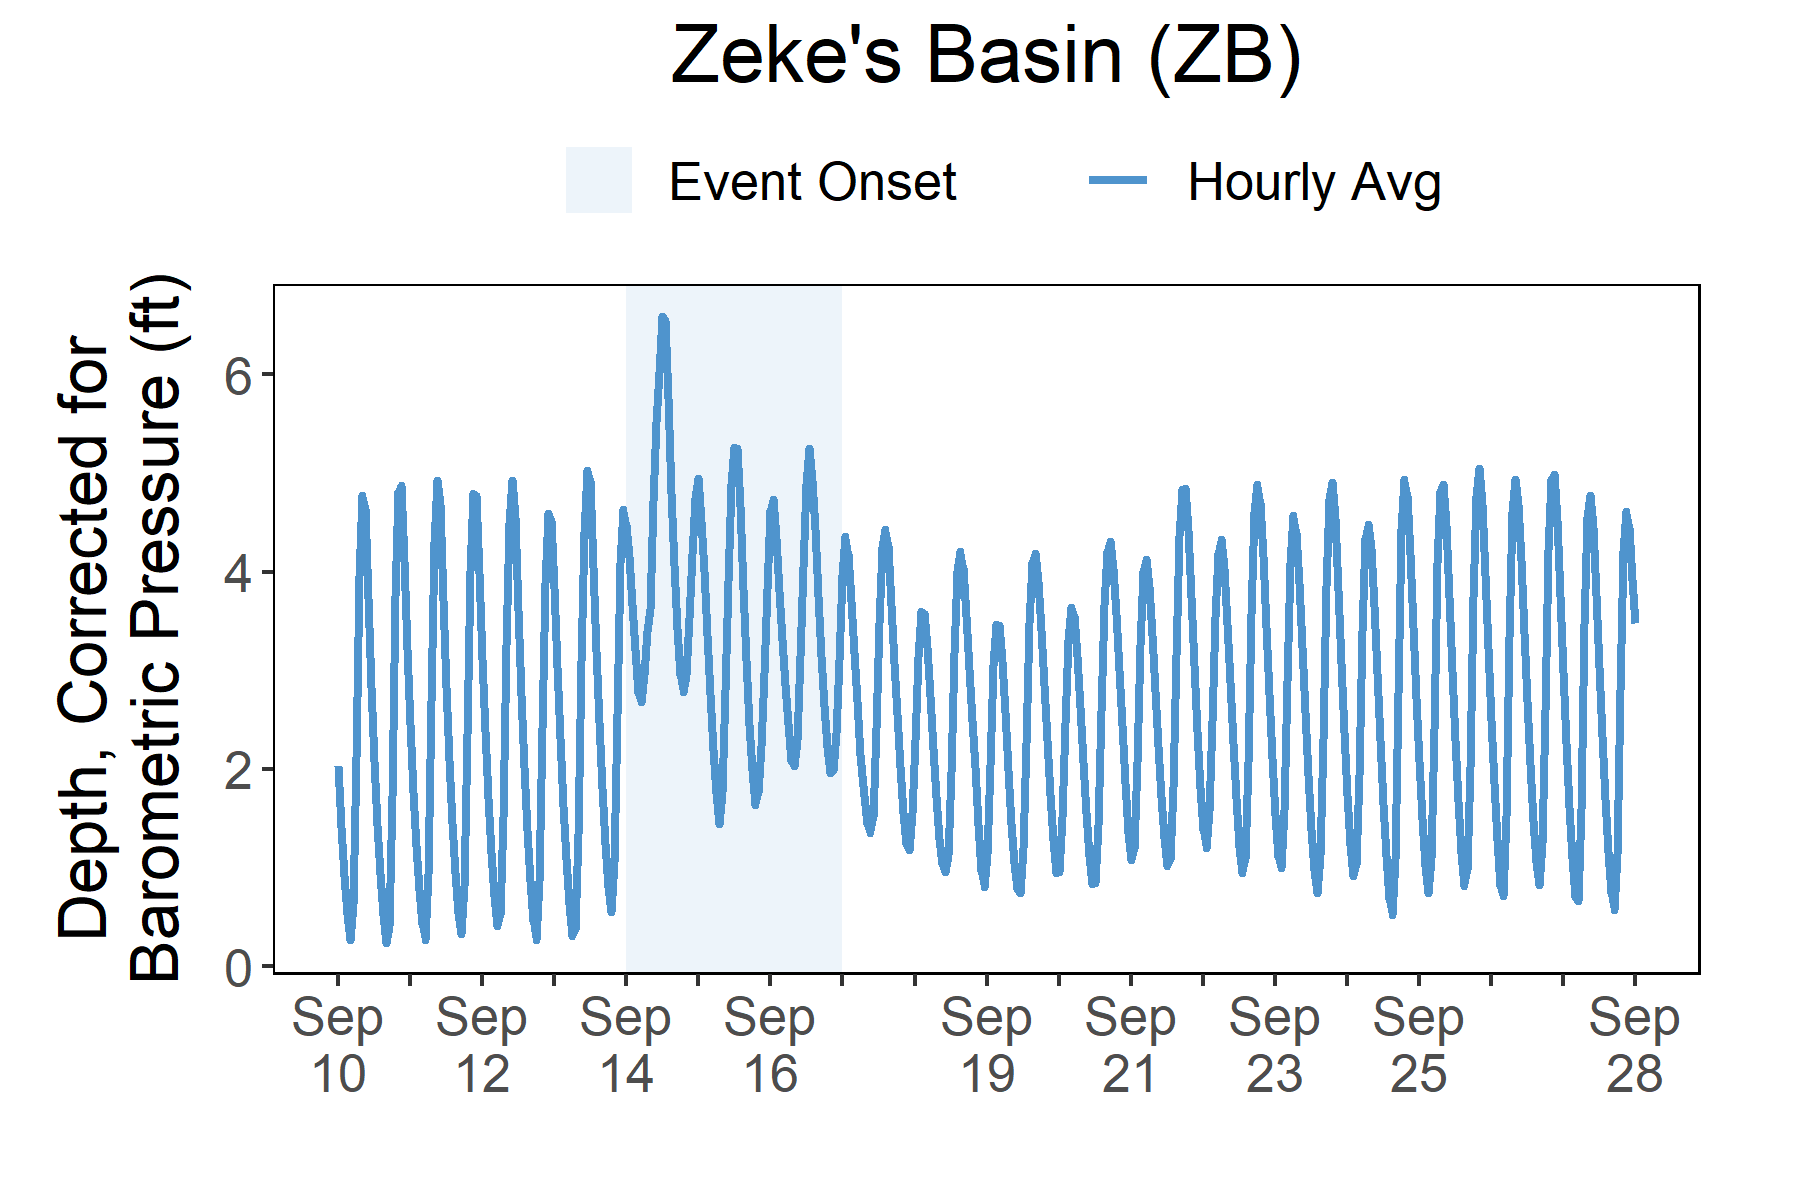 Zeke's Basin (ZB)
Event Onset
Hourly Avg
Depth, Corrected for
Barometric Pressure (ft)
6
4
2
0
Sep
10
Sep
12
Sep
14
Sep
16
Sep
19
Sep
21
Sep
23
Sep
25
Sep
28